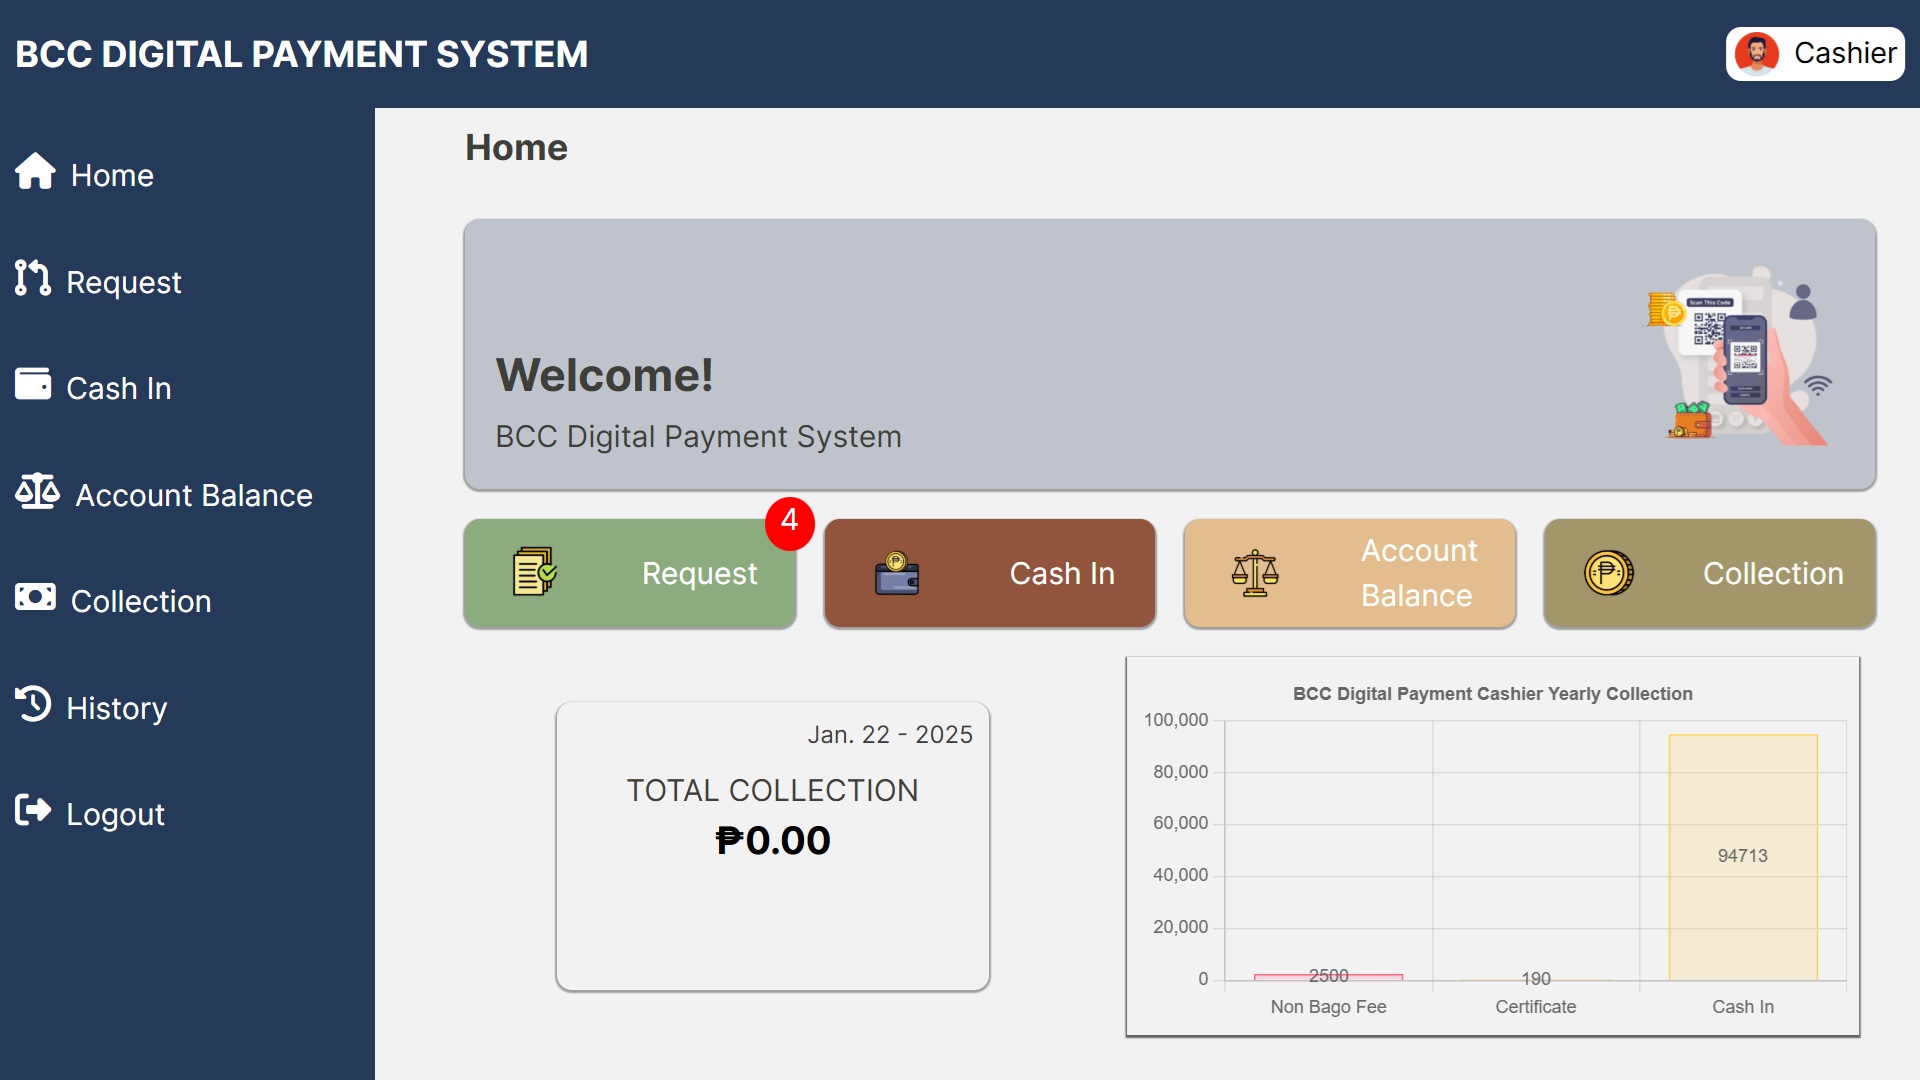 BCC DIGITAL PAYMENT SYSTEM
Cashier
Home
Request
Cash In
Account Balance
Collection
History
Logout
Home
Welcome!
BCC Digital Payment System
Scan This Code
4
Request
Cash In
Account
Balance
Collection
Jan. 22 - 2025
TOTAL COLLECTION
₱0.00
BCC Digital Payment Cashier Yearly Collection
100,000
80,000
60,000
40,000
20,000
0
2500
190
94713
Non Bago Fee
Certificate
Cash In